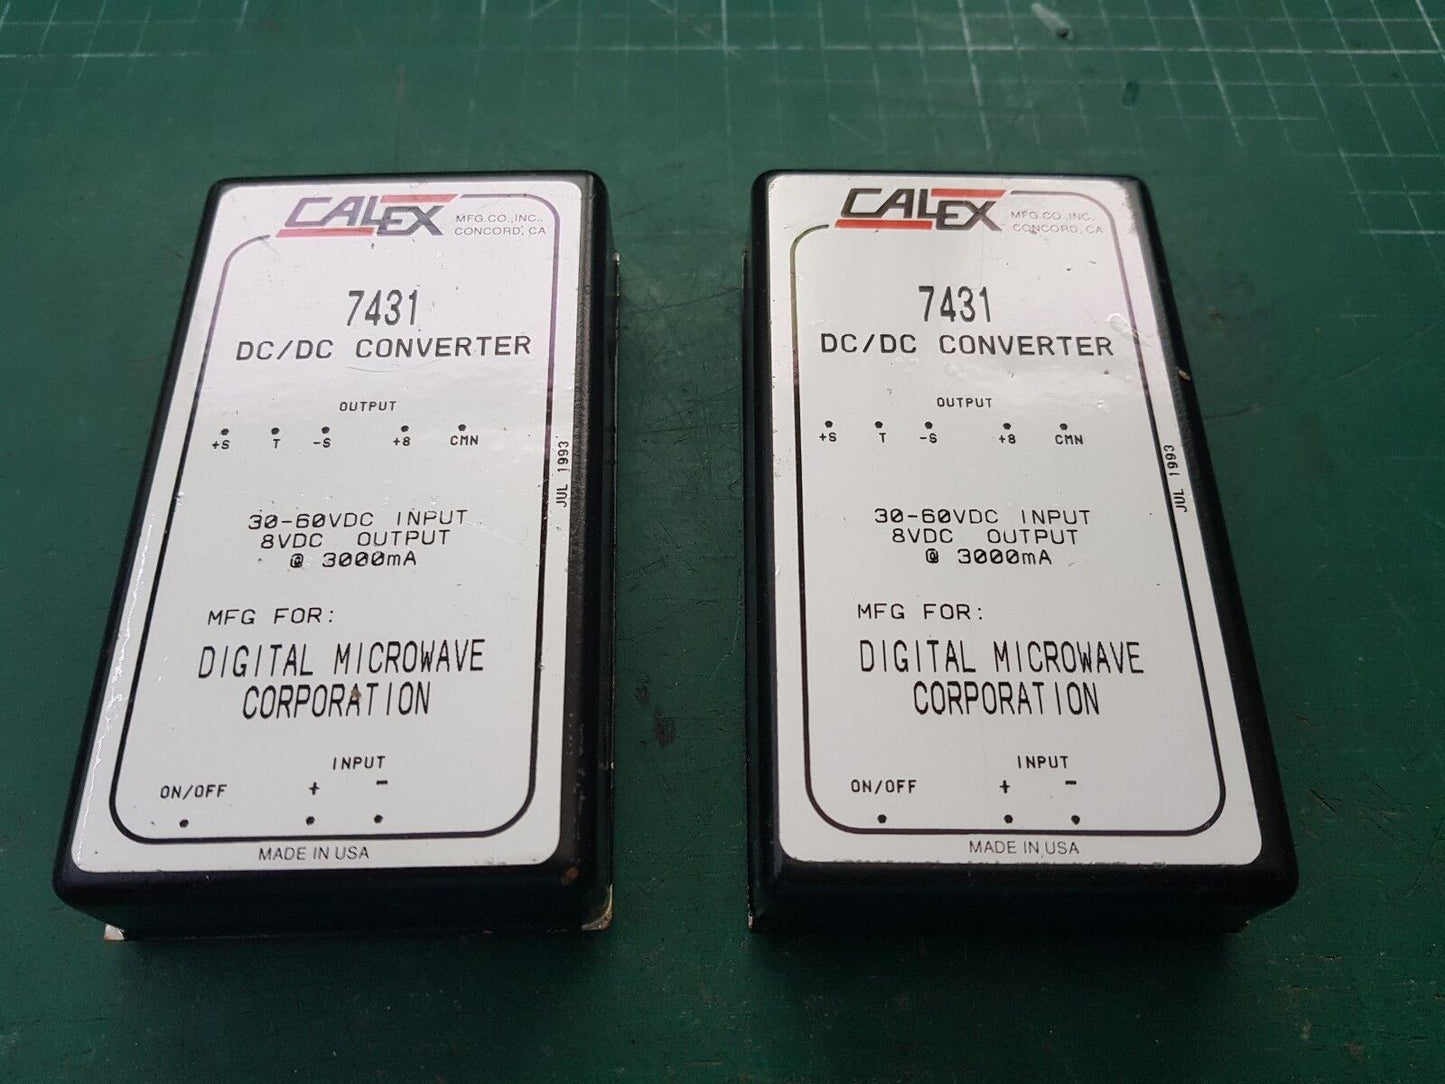 CALEX MFG.CO.,INC.,
CONCORD, CA
7431
DC/DC CONVERTER
OUTPUT
+S T -S +8 CMN
JUL 1993
30-60VDC INPUT
8VDC OUTPUT
@ 3000mA
MFG FOR:
DIGITAL MICROWAVE
CORPORATION
INPUT
ON/OFF + -
MADE IN USA
CALEX MFG.CO.,INC.
CONCORD, CA
7431
DC/DC CONVERTER
OUTPUT
+S T -S +8 CMN
JUL 1993
30-60VDC INPUT
8VDC OUTPUT
@ 3000mA
MFG FOR:
DIGITAL MICROWAVE
CORPORATION
INPUT
ON/OFF + -
MADE IN USA